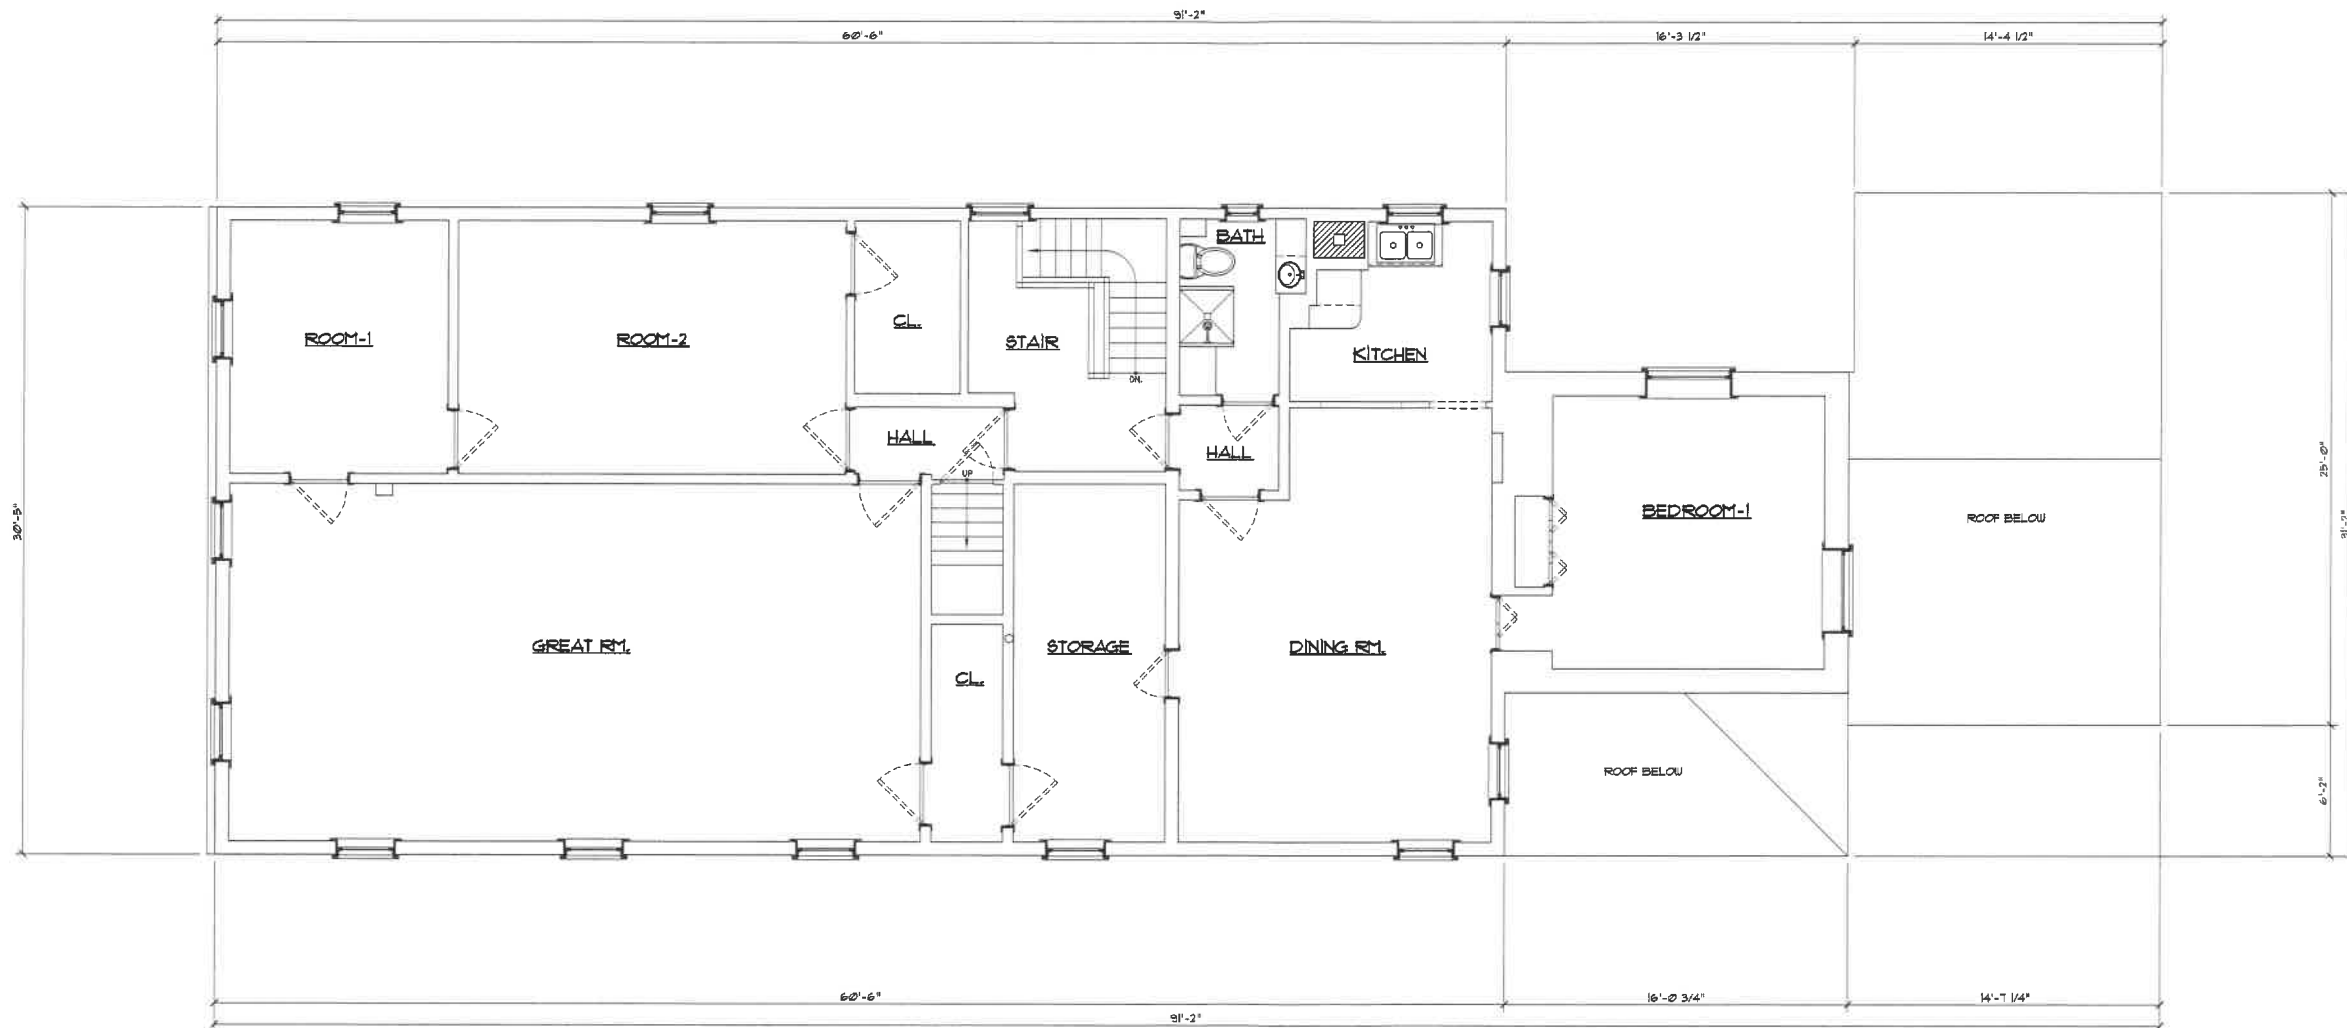 91'-2"
60'-6"
16'-3 1/2"
14'-4 1/2"
BATH
CL.
ROOM-1
ROOM-2
STAIR
KITCHEN
DN.
HALL
HALL
UP
30'-5"
25'-0"
31'-2"
BEDROOM-1
ROOF BELOW
GREAT RM.
STORAGE
DINING RM.
CL.
ROOF BELOW
6'-2"
60'-6"
16'-0 3/4"
14'-7 1/4"
91'-2"